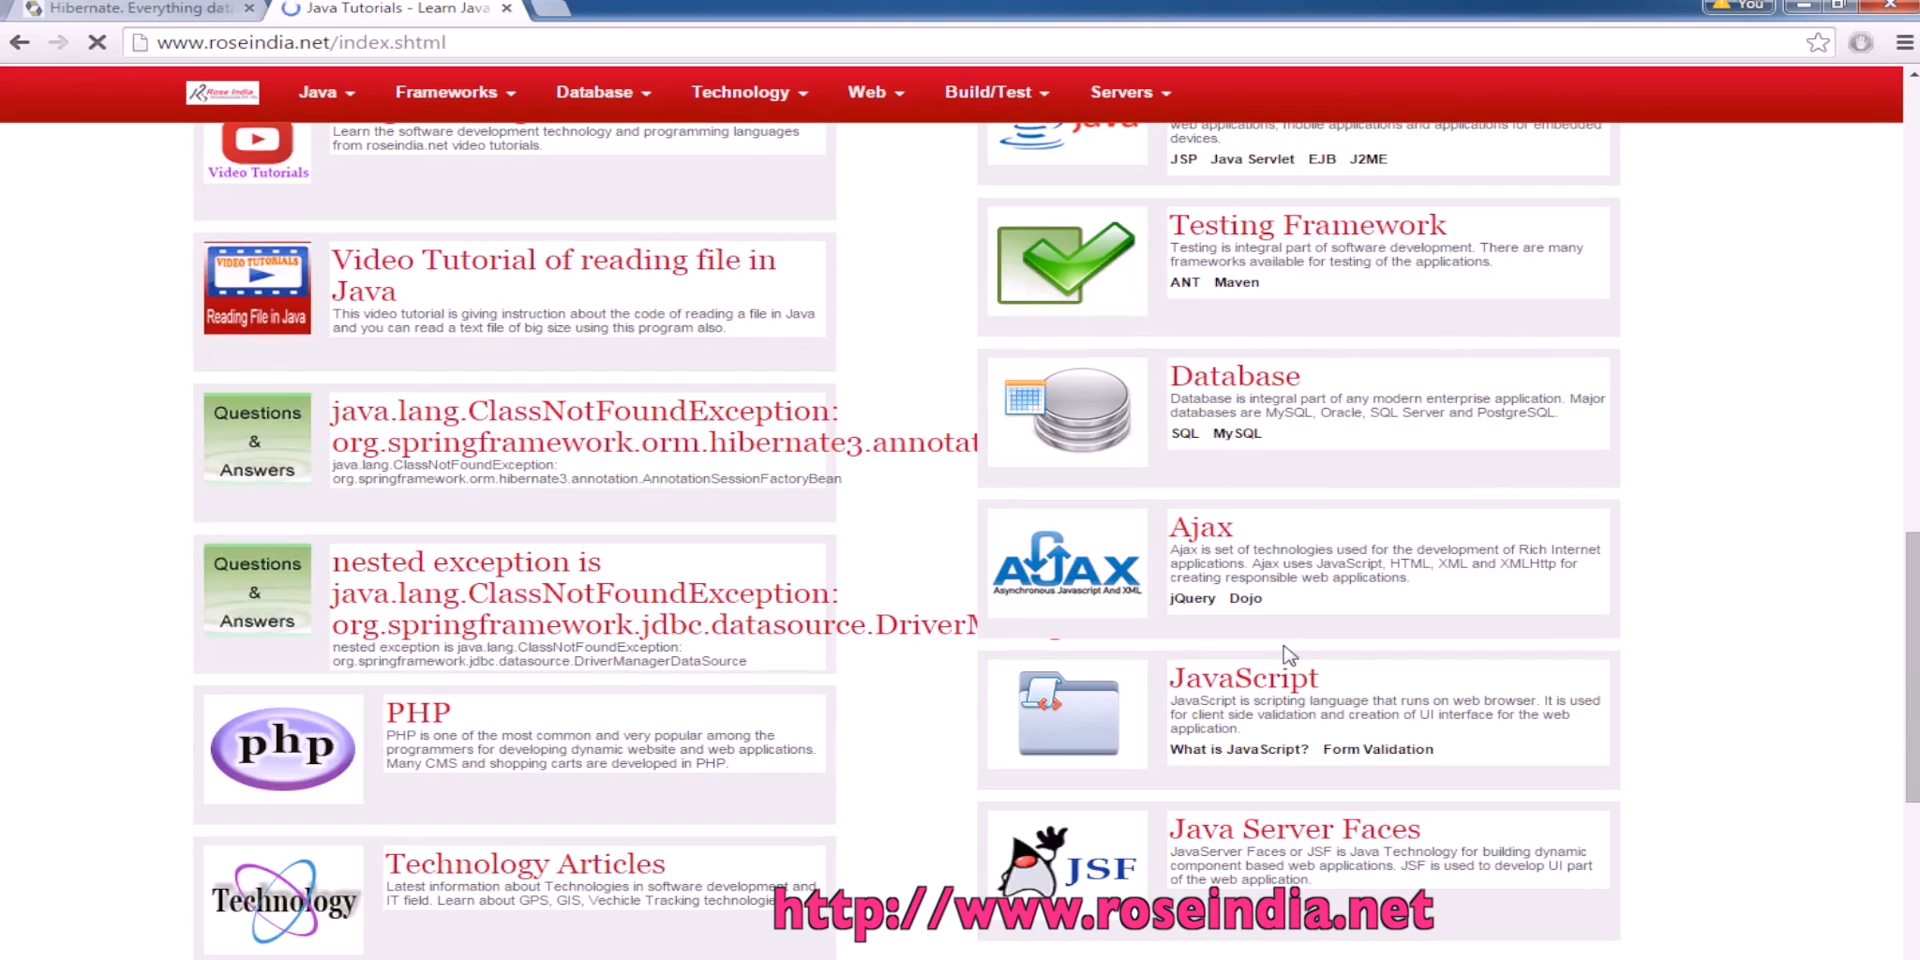 Hibernate. Everything dat
Java Tutorials - Learn Java
You
www.roseindia.net/index.shtml
Rose India
Java
Frameworks
Database
Technology
Web
Build/Test
Servers
Learn the software development technology and programming languages
from roseindia.net video tutorials.
Video Tutorials
VIDEO TUTORIALS
Reading File in Java
Video Tutorial of reading file in
Java
This video tutorial is giving instruction about the code of reading a file in Java
and you can read a text file of big size using this program also.
Questions
&
Answers
java.lang.ClassNotFoundException:
org.springframework.orm.hibernate3.annotat
java.lang.ClassNotFoundException:
org.springframework.orm.hibernate3.annotation.AnnotationSessionFactoryBean
Questions
&
Answers
nested exception is
java.lang.ClassNotFoundException:
org.springframework.jdbc.datasource.DriverM
nested exception is java.lang.ClassNotFoundException:
org.springframework.jdbc.datasource.DriverManagerDataSource
php
PHP
PHP is one of the most common and very popular among the
programmers for developing dynamic website and web applications.
Many CMS and shopping carts are developed in PHP.
Technology
Technology Articles
Latest information about Technologies in software development and
IT field. Learn about GPS, GIS, Vechicle Tracking technologie
Java
web applications, mobile applications and applications for embedded
devices.
JSP Java Servlet EJB J2ME
Testing Framework
Testing is integral part of software development. There are many
frameworks available for testing of the applications.
ANT Maven
Database
Database is integral part of any modern enterprise application. Major
databases are MySQL, Oracle, SQL Server and PostgreSQL.
SQL MySQL
AJAX
Asynchronous Javascript And XML
Ajax
Ajax is set of technologies used for the development of Rich Internet
applications. Ajax uses JavaScript, HTML, XML and XMLHttp for
creating responsible web applications.
jQuery Dojo
JavaScript
JavaScript is scripting language that runs on web browser. It is used
for client side validation and creation of UI interface for the web
application.
What is JavaScript? Form Validation
JSF
Java Server Faces
JavaServer Faces or JSF is Java Technology for building dynamic
component based web applications. JSF is used to develop UI part
of the web application.
http://www.roseindia.net